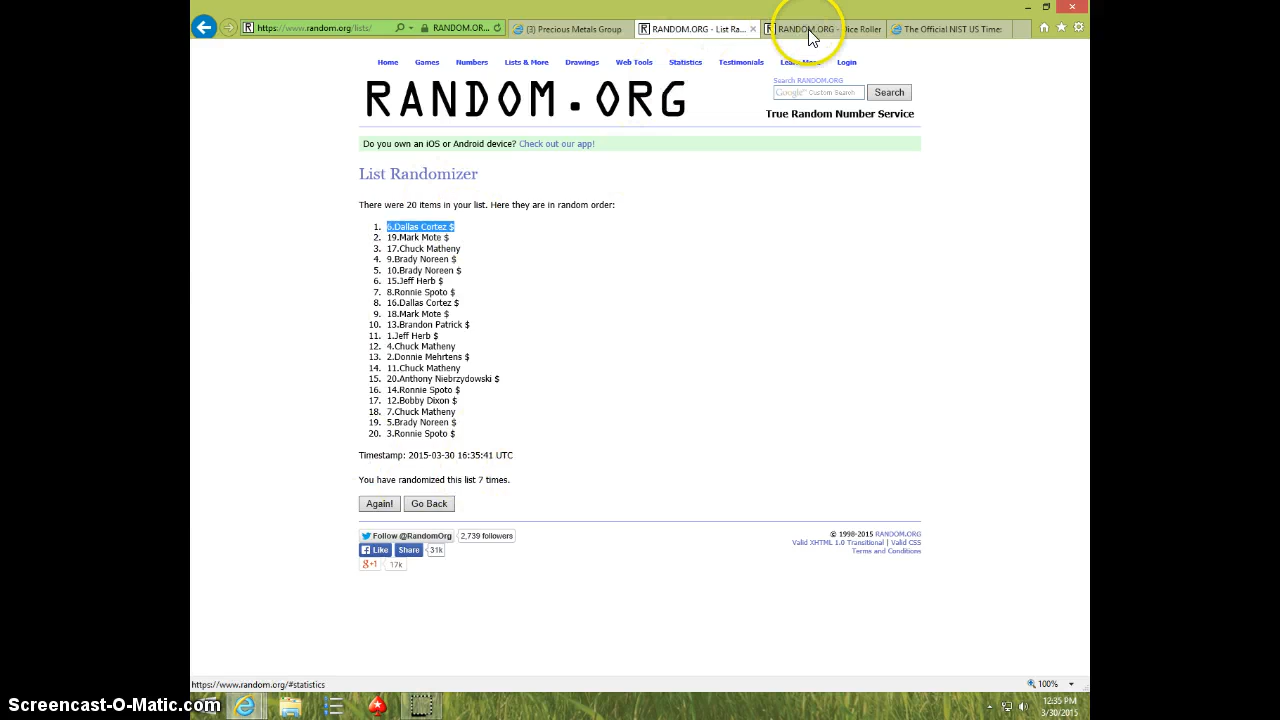 https://www.random.org/lists/
RANDOM.OR...
(3) Precious Metals Group
RANDOM.ORG - List Ra...
RANDOM.ORG - Dice Roller
The Official NIST US Time:
Home Games Numbers Lists & More Drawings Web Tools Statistics Testimonials Learn More Login
Search RANDOM.ORG
Google™ Custom Search
Search
RANDOM.ORG
True Random Number Service
Do you own an iOS or Android device? Check out our app!
List Randomizer
There were 20 items in your list. Here they are in random order:
1. 6.Dallas Cortez $
2. 19.Mark Mote $
3. 17.Chuck Matheny
4. 9.Brady Noreen $
5. 10.Brady Noreen $
6. 15.Jeff Herb $
7. 8.Ronnie Spoto $
8. 16.Dallas Cortez $
9. 18.Mark Mote $
10. 13.Brandon Patrick $
11. 1.Jeff Herb $
12. 4.Chuck Matheny
13. 2.Donnie Mehrtens $
14. 11.Chuck Matheny
15. 20.Anthony Niebrzydowski $
16. 14.Ronnie Spoto $
17. 12.Bobby Dixon $
18. 7.Chuck Matheny
19. 5.Brady Noreen $
20. 3.Ronnie Spoto $
Timestamp: 2015-03-30 16:35:41 UTC
You have randomized this list 7 times.
Again! Go Back
Follow @RandomOrg 2,739 followers
Like Share 31k
g+1 17k
© 1998-2015 RANDOM.ORG
Valid XHTML 1.0 Transitional | Valid CSS
Terms and Conditions
https://www.random.org/#statistics
100%
Screencast-O-Matic.com
12:35 PM
3/30/2015